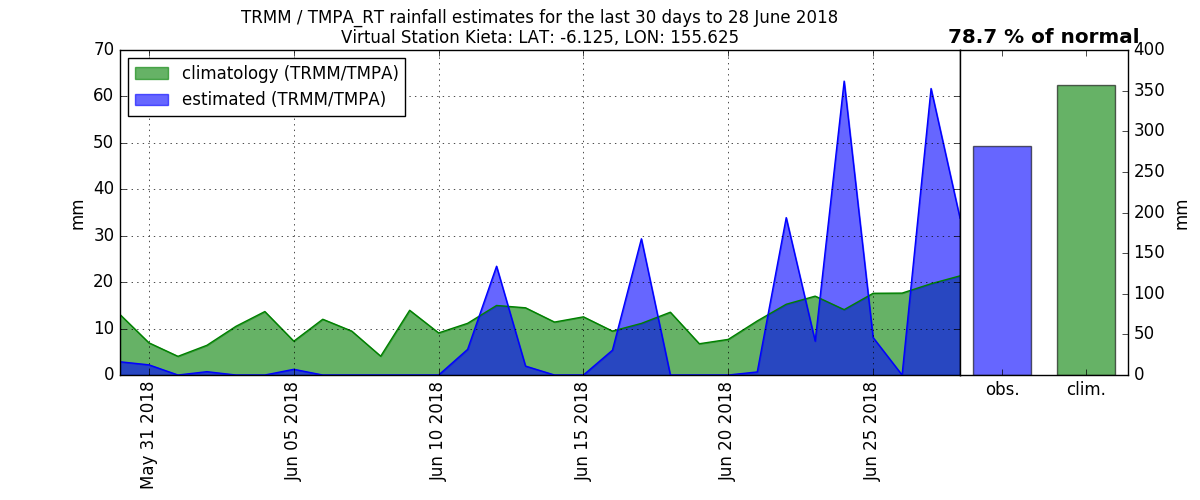 TRMM / TMPA_RT rainfall estimates for the last 30 days to 28 June 2018
Virtual Station Kieta: LAT: -6.125, LON: 155.625
78.7 % of normal
climatology (TRMM/TMPA)
estimated (TRMM/TMPA)
mm
70
60
50
40
30
20
10
0
May 31 2018
Jun 05 2018
Jun 10 2018
Jun 15 2018
Jun 20 2018
Jun 25 2018
obs.
clim.
400
350
300
250
200
150
100
50
0
mm